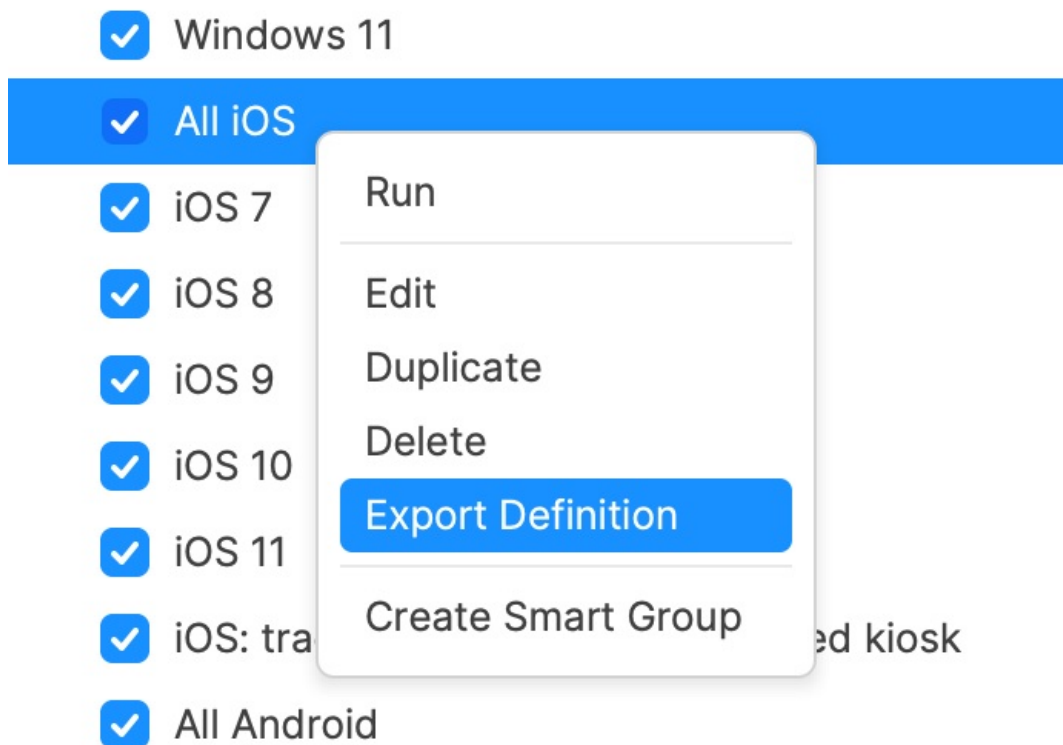 Windows 11
All iOS
iOS 7
iOS 8
iOS 9
iOS 10
iOS 11
iOS: ed kiosk
All Android
Run
Edit
Duplicate
Delete
Export Definition
Create Smart Group